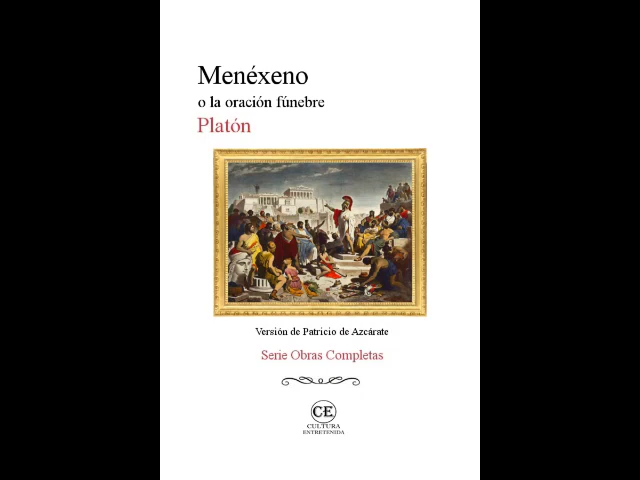 Menéxeno
o la oración fúnebre
Platón
Versión de Patricio de Azcárate
Serie Obras Completas
CE
CULTURA
ENTRETENIDA